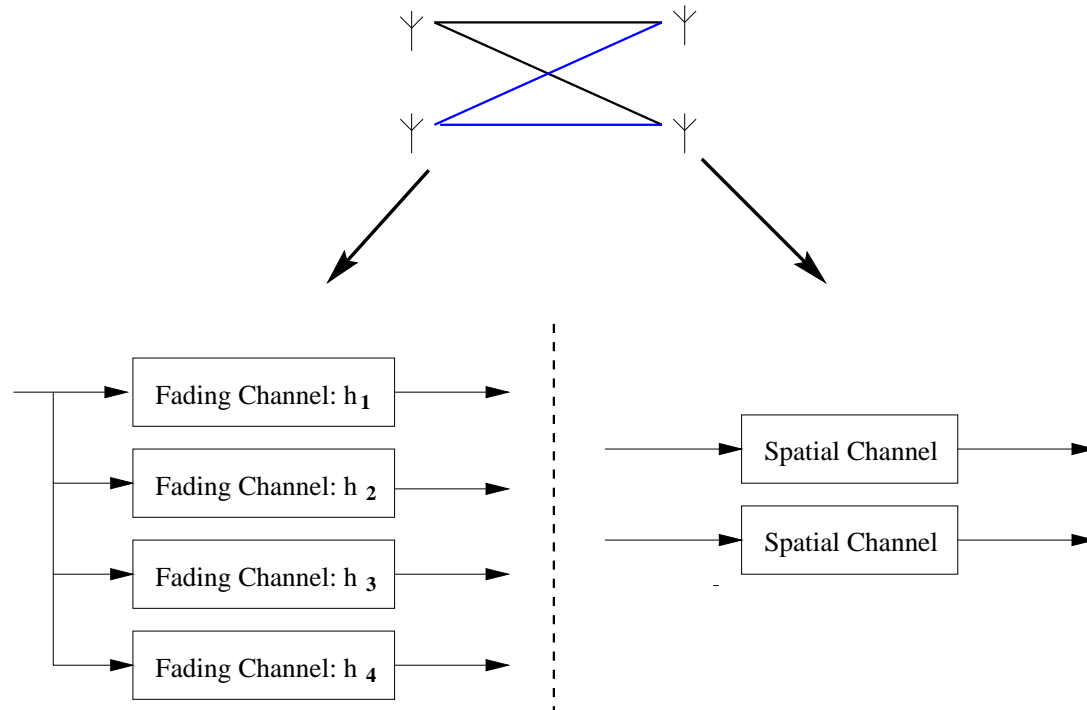 Fading Channel: h 1
Fading Channel: h 2
Fading Channel: h 3
Fading Channel: h 4
Spatial Channel
Spatial Channel